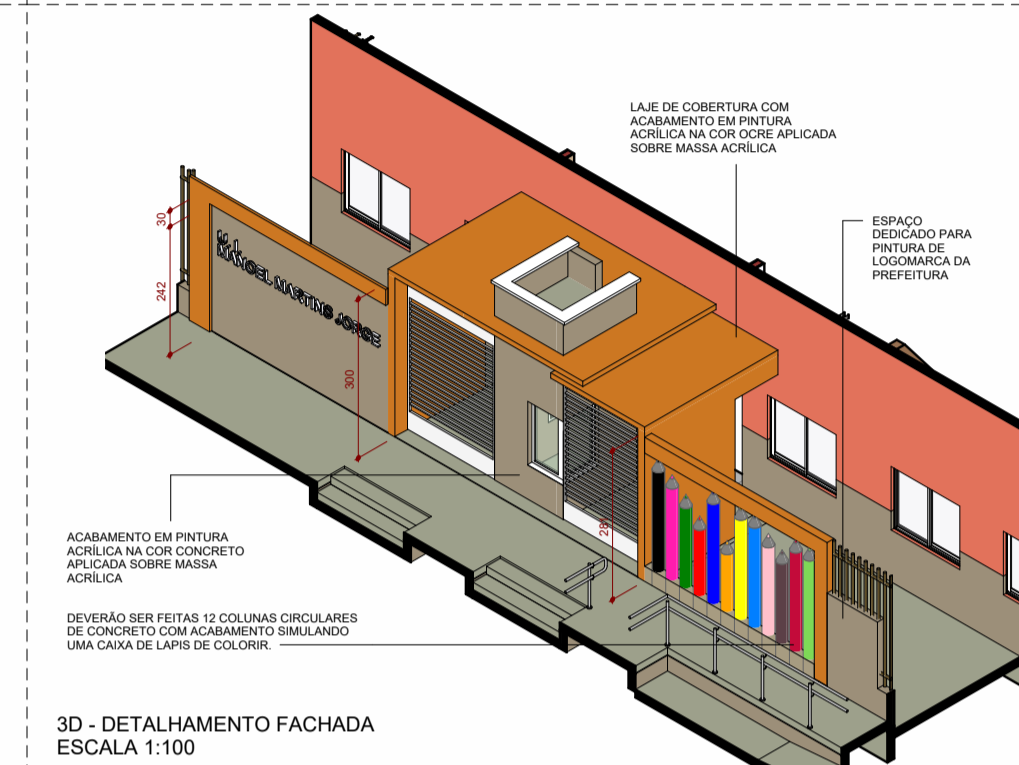 LAJE DE COBERTURA COM
ACABAMENTO EM PINTURA
ACRÍLICA NA COR OCRE APLICADA
SOBRE MASSA ACRÍLICA
ESPAÇO
DEDICADO PARA
PINTURA DE
LOGOMARCA DA
PREFEITURA
30
242
MANOEL MARTINS JORGE
300
28
ACABAMENTO EM PINTURA
ACRÍLICA NA COR CONCRETO
APLICADA SOBRE MASSA
ACRÍLICA
DEVERÃO SER FEITAS 12 COLUNAS CIRCULARES
DE CONCRETO COM ACABAMENTO SIMULANDO
UMA CAIXA DE LAPIS DE COLORIR.
3D - DETALHAMENTO FACHADA
ESCALA 1:100